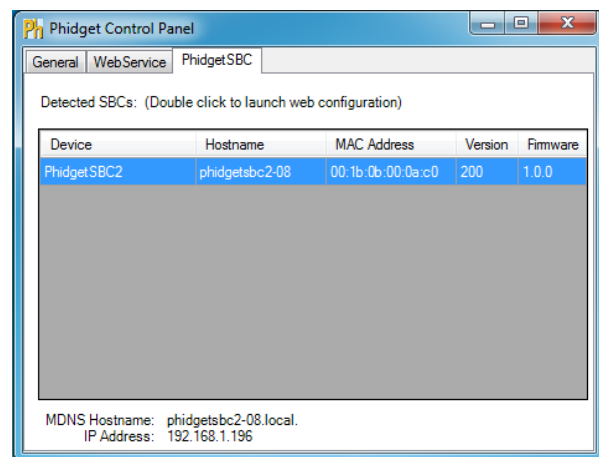 Ph Phidget Control Panel
General WebService PhidgetSBC
Detected SBCs: (Double click to launch web configuration)
Device Hostname MAC Address Version Firmware
PhidgetSBC2 phidgetsbc2-08 00:1b:0b:00:0a:c0 200 1.0.0
MDNS Hostname: phidgetsbc2-08.local.
IP Address: 192.168.1.196